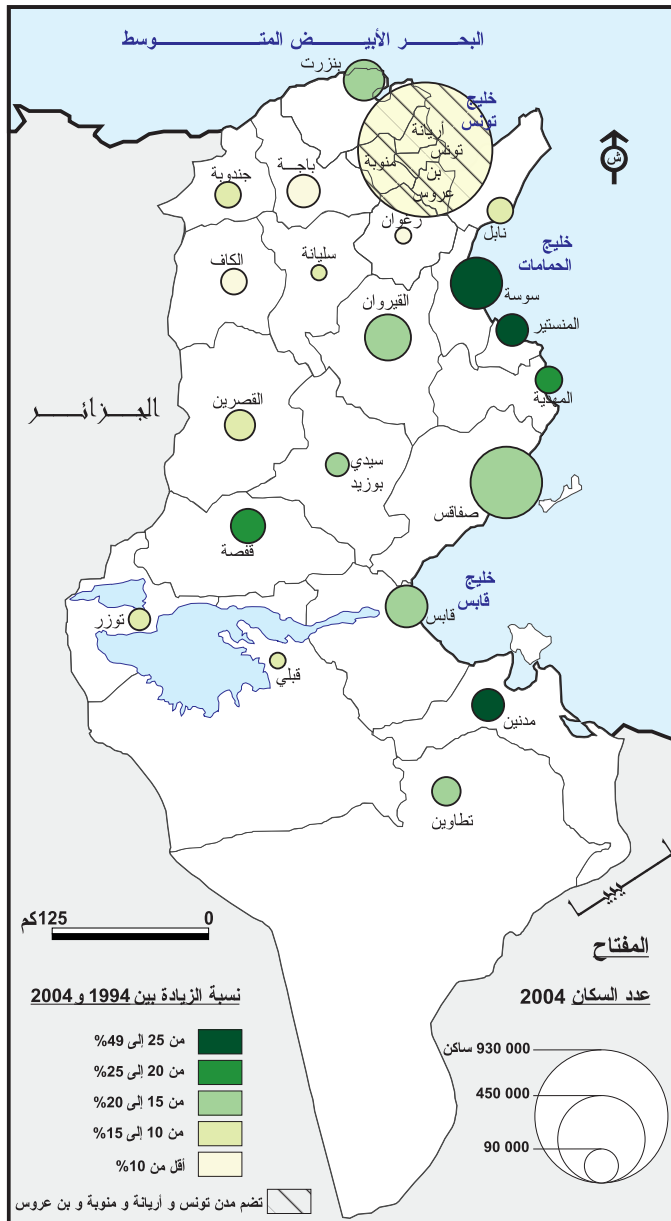 البحر الأبيض المتوسط
بنزرت
خليج
تونس
أريانة
تونس
منوبة
بن
عروس
ش
باجة
جندوبة
نابل
زغوان
خليج
الحمامات
سليانة
الكاف
سوسة
القيروان
المنستير
المهدية
الجزائر
القصرين
سيدي
بوزيد
صفاقس
قفصة
خليج
قابس
قابس
توزر
قبلي
مدنين
تطاوين
ليبيا
125كم
0
المفتاح
نسبة الزيادة بين 1994 و 2004
من 25 إلى 49%
من 20 إلى 25%
من 15 إلى 20%
من 10 إلى 15%
أقل من 10%
تضم مدن تونس و أريانة و منوبة و بن عروس
عدد السكان 2004
930 000 ساكن
450 000
90 000